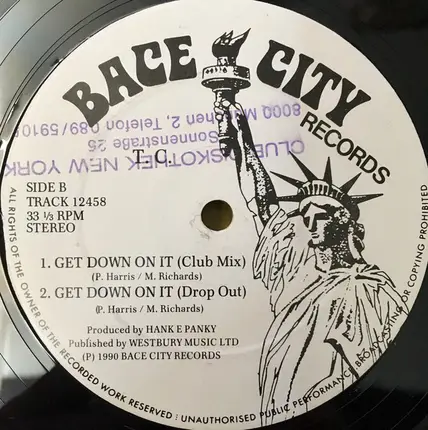 BACE CITY
RECORDS
CLUB DISKOTHEK NEW YORK
Sonnenstraße 25
8000 München 2, Telefon 089/5910
T. C.
SIDE B
TRACK 12458
33 ⅓ RPM
STEREO
1. GET DOWN ON IT (Club Mix)
(P. Harris / M. Richards)
2. GET DOWN ON IT (Drop Out)
(P. Harris / M. Richards)
Produced by HANK E PANKY
Published by WESTBURY MUSIC LTD
(P) 1990 BACE CITY RECORDS
ALL RIGHTS OF THE OWNER OF THE RECORDED WORK RESERVED : UNAUTHORISED PUBLIC PERFORMANCE BROADCASTING OR COPYING PROHIBITED